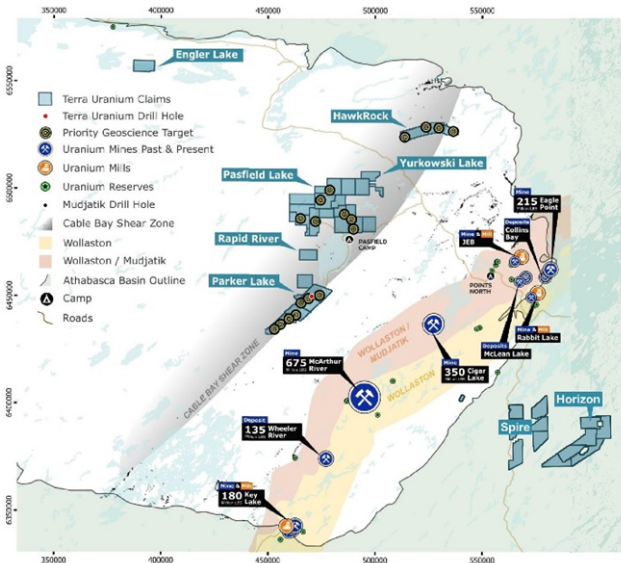 350000 400000 450000 500000 550000
Engler Lake
6550000
Terra Uranium Claims
Terra Uranium Drill Hole
Priority Geoscience Target
Uranium Mines Past & Present
Uranium Mills
Uranium Reserves
Mudjatik Drill Hole
Cable Bay Shear Zone
Wollaston
Wollaston / Mudjatik
Athabasca Basin Outline
Camp
Roads
HawkRock
Yurkowski Lake
Pasfield Lake
6500000
PASFIELD
CAMP
Rapid River
Parker Lake
6450000
Mine
215
Eagle
Point
Deposits
Collins
Bay
Mine & Mill
JEB
POINTS
NORTH
Mine & Mill
Rabbit Lake
Deposits
McLean Lake
WOLLASTON /
MUDJATIK
WOLLASTON
CABLE BAY SHEAR ZONE
Mine
675 McArthur
River
Mine
350 Cigar
Lake
6400000
Deposit
135 Wheeler
River
Spire
Horizon
Mine & Mill
180 Key
Lake
6350000
350000 400000 450000 500000 550000